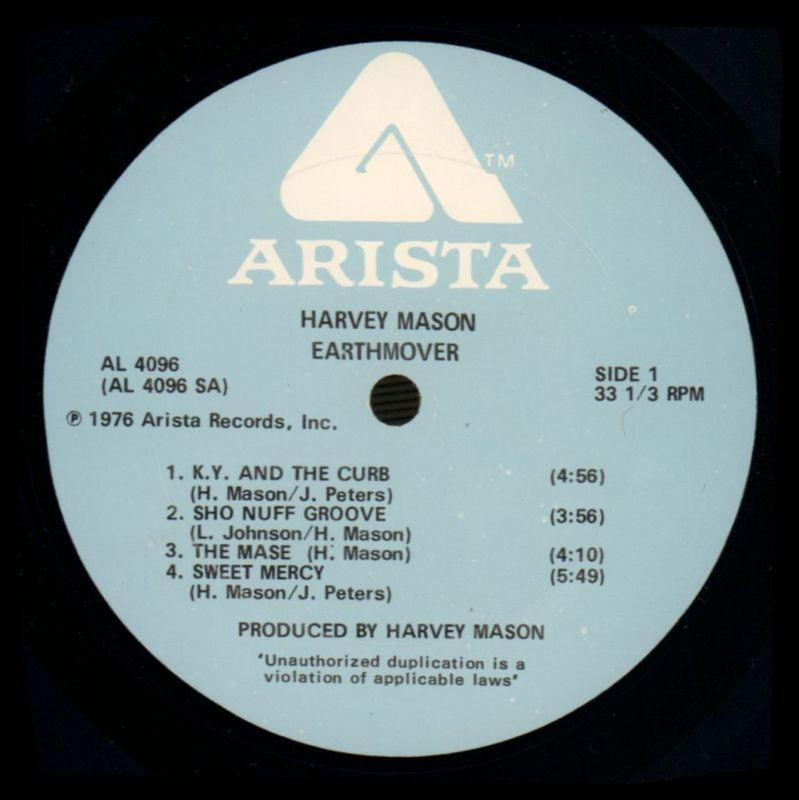 TM
ARISTA
HARVEY MASON
EARTHMOVER
AL 4096
(AL 4096 SA)
℗ 1976 Arista Records, Inc.
SIDE 1
33 1/3 RPM
1. K.Y. AND THE CURB (4:56)
(H. Mason/J. Peters)
2. SHO NUFF GROOVE (3:56)
(L. Johnson/H. Mason)
3. THE MASE (H. Mason) (4:10)
4. SWEET MERCY (5:49)
(H. Mason/J. Peters)
PRODUCED BY HARVEY MASON
'Unauthorized duplication is a
violation of applicable laws'